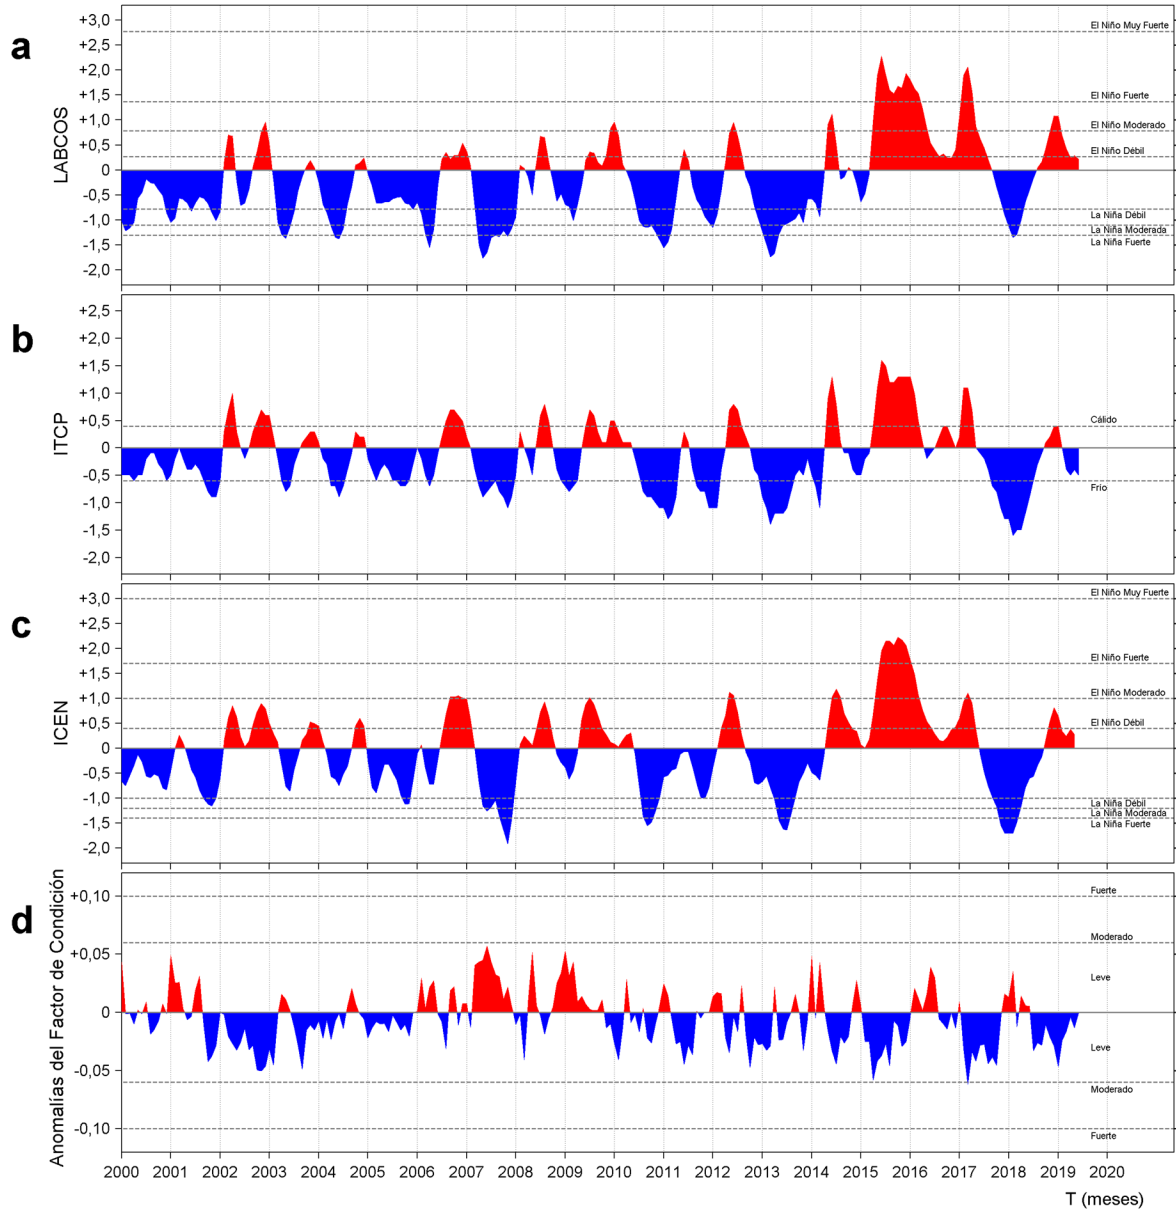 a
LABCOS
+3,0
+2,5
+2,0
+1,5
+1,0
+0,5
0
-0,5
-1,0
-1,5
-2,0
El Niño Muy Fuerte
El Niño Fuerte
El Niño Moderado
El Niño Débil
La Niña Débil
La Niña Moderada
La Niña Fuerte
b
ITCP
+2,5
+2,0
+1,5
+1,0
+0,5
0
-0,5
-1,0
-1,5
-2,0
Cálido
Frío
c
ICEN
+3,0
+2,5
+2,0
+1,5
+1,0
+0,5
0
-0,5
-1,0
-1,5
-2,0
El Niño Muy Fuerte
El Niño Fuerte
El Niño Moderado
El Niño Débil
La Niña Débil
La Niña Moderada
La Niña Fuerte
d
Anomalías del Factor de Condición
+0,10
+0,05
0
-0,05
-0,10
Fuerte
Moderado
Leve
Leve
Moderado
Fuerte
2000 2001 2002 2003 2004 2005 2006 2007 2008 2009 2010 2011 2012 2013 2014 2015 2016 2017 2018 2019 2020
T (meses)